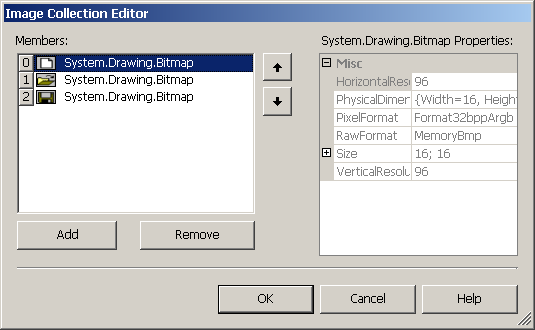 Image Collection Editor
Members:
0 System.Drawing.Bitmap
1 System.Drawing.Bitmap
2 System.Drawing.Bitmap
Add
Remove
System.Drawing.Bitmap Properties:
Misc
HorizontalReso 96
PhysicalDimen {Width=16, Height
PixelFormat Format32bppArgb
RawFormat MemoryBmp
Size 16; 16
VerticalResolu 96
OK
Cancel
Help